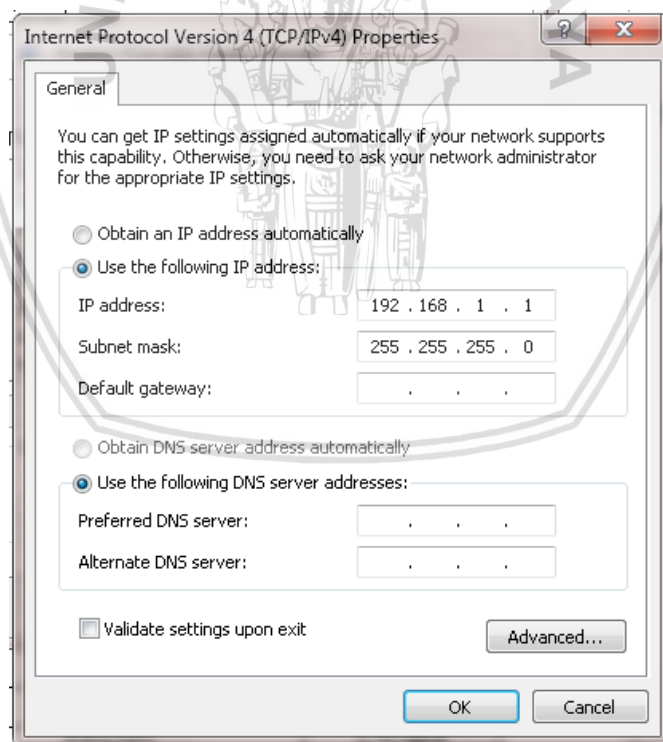 Internet Protocol Version 4 (TCP/IPv4) Properties
General
You can get IP settings assigned automatically if your network supports
this capability. Otherwise, you need to ask your network administrator
for the appropriate IP settings.
Obtain an IP address automatically
Use the following IP address:
IP address: 192 . 168 . 1 . 1
Subnet mask: 255 . 255 . 255 . 0
Default gateway: . . .
Obtain DNS server address automatically
Use the following DNS server addresses:
Preferred DNS server: . . .
Alternate DNS server: . . .
Validate settings upon exit
Advanced...
OK
Cancel